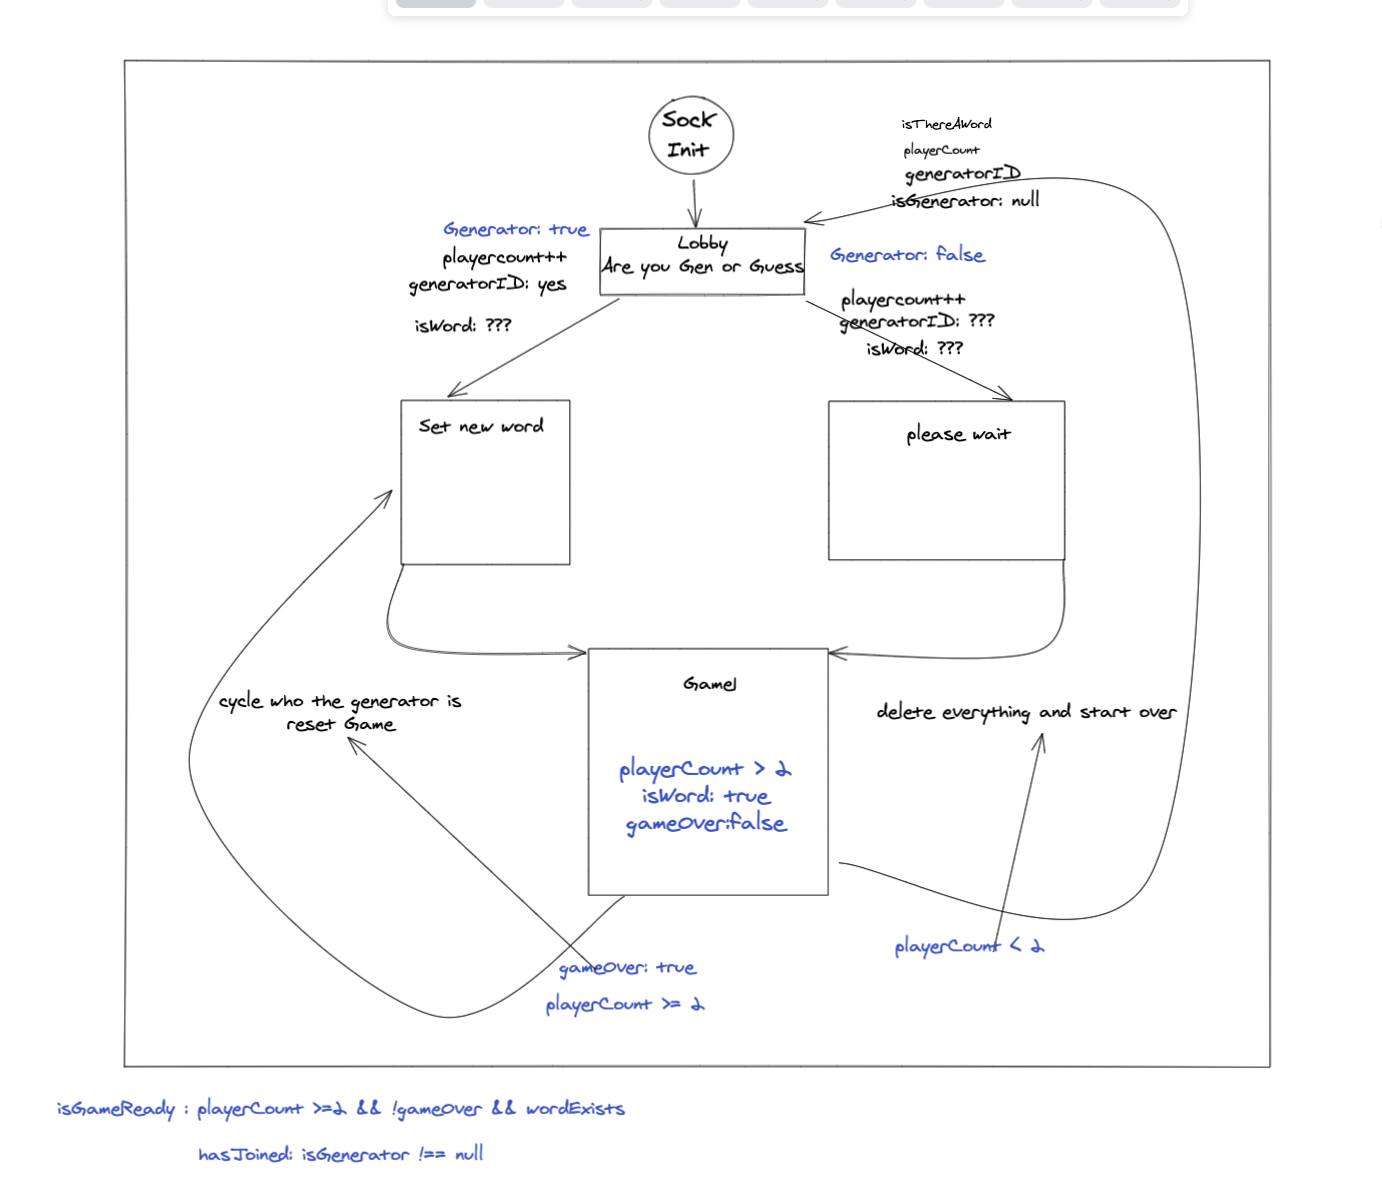 Sock
Init
isThereAWord
playerCount
generatorID
isGenerator: null
Generator: true
playercount++
generatorID: yes
isWord: ???
Lobby
Are you Gen or Guess
Generator: false
playercount++
generatorID: ???
isWord: ???
Set new word
please wait
Game!
playerCount > 2
isWord: true
gameOver:false
cycle who the generator is
reset Game
delete everything and start over
gameOver: true
playerCount >= 2
playerCount < 2
isGameReady : playerCount >=2 && !gameOver && wordExists
hasJoined: isGenerator !== null